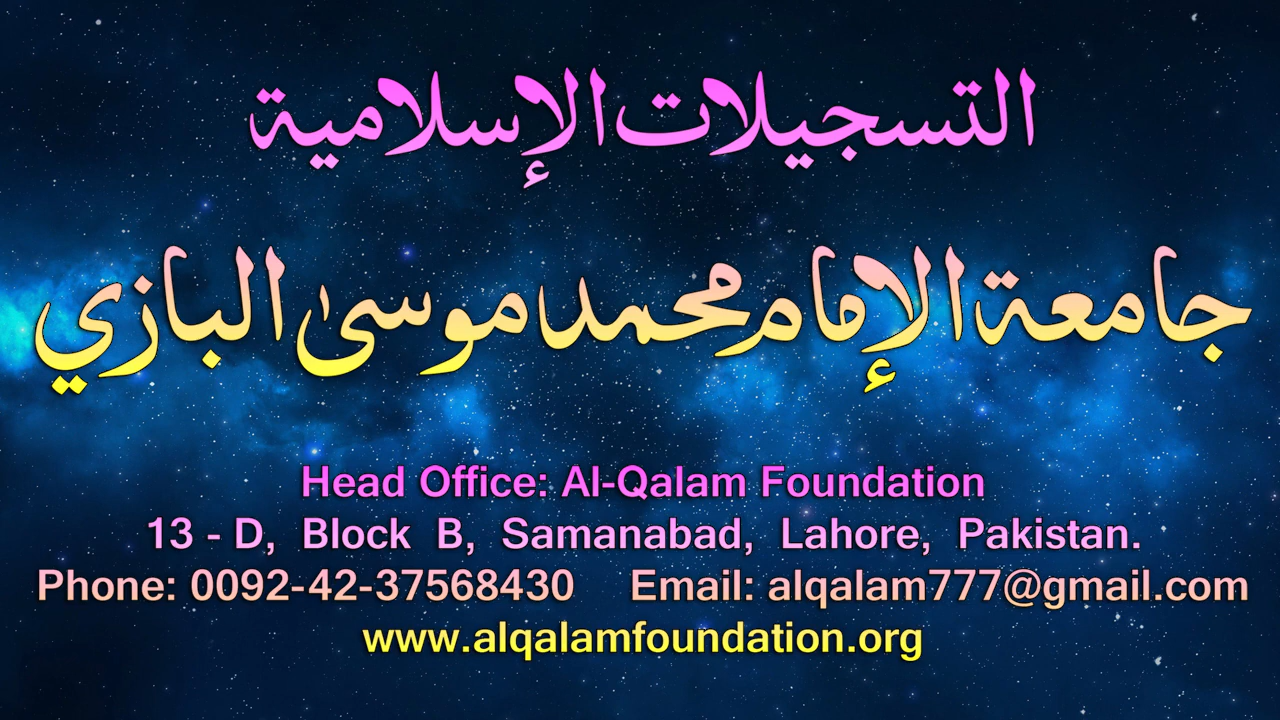 التسجيلات الإسلامية
جامعة الإمام محمد موسىٰ البازي
Head Office: Al-Qalam Foundation
13 - D, Block B, Samanabad, Lahore, Pakistan.
Phone: 0092-42-37568430 Email: alqalam777@gmail.com
www.alqalamfoundation.org